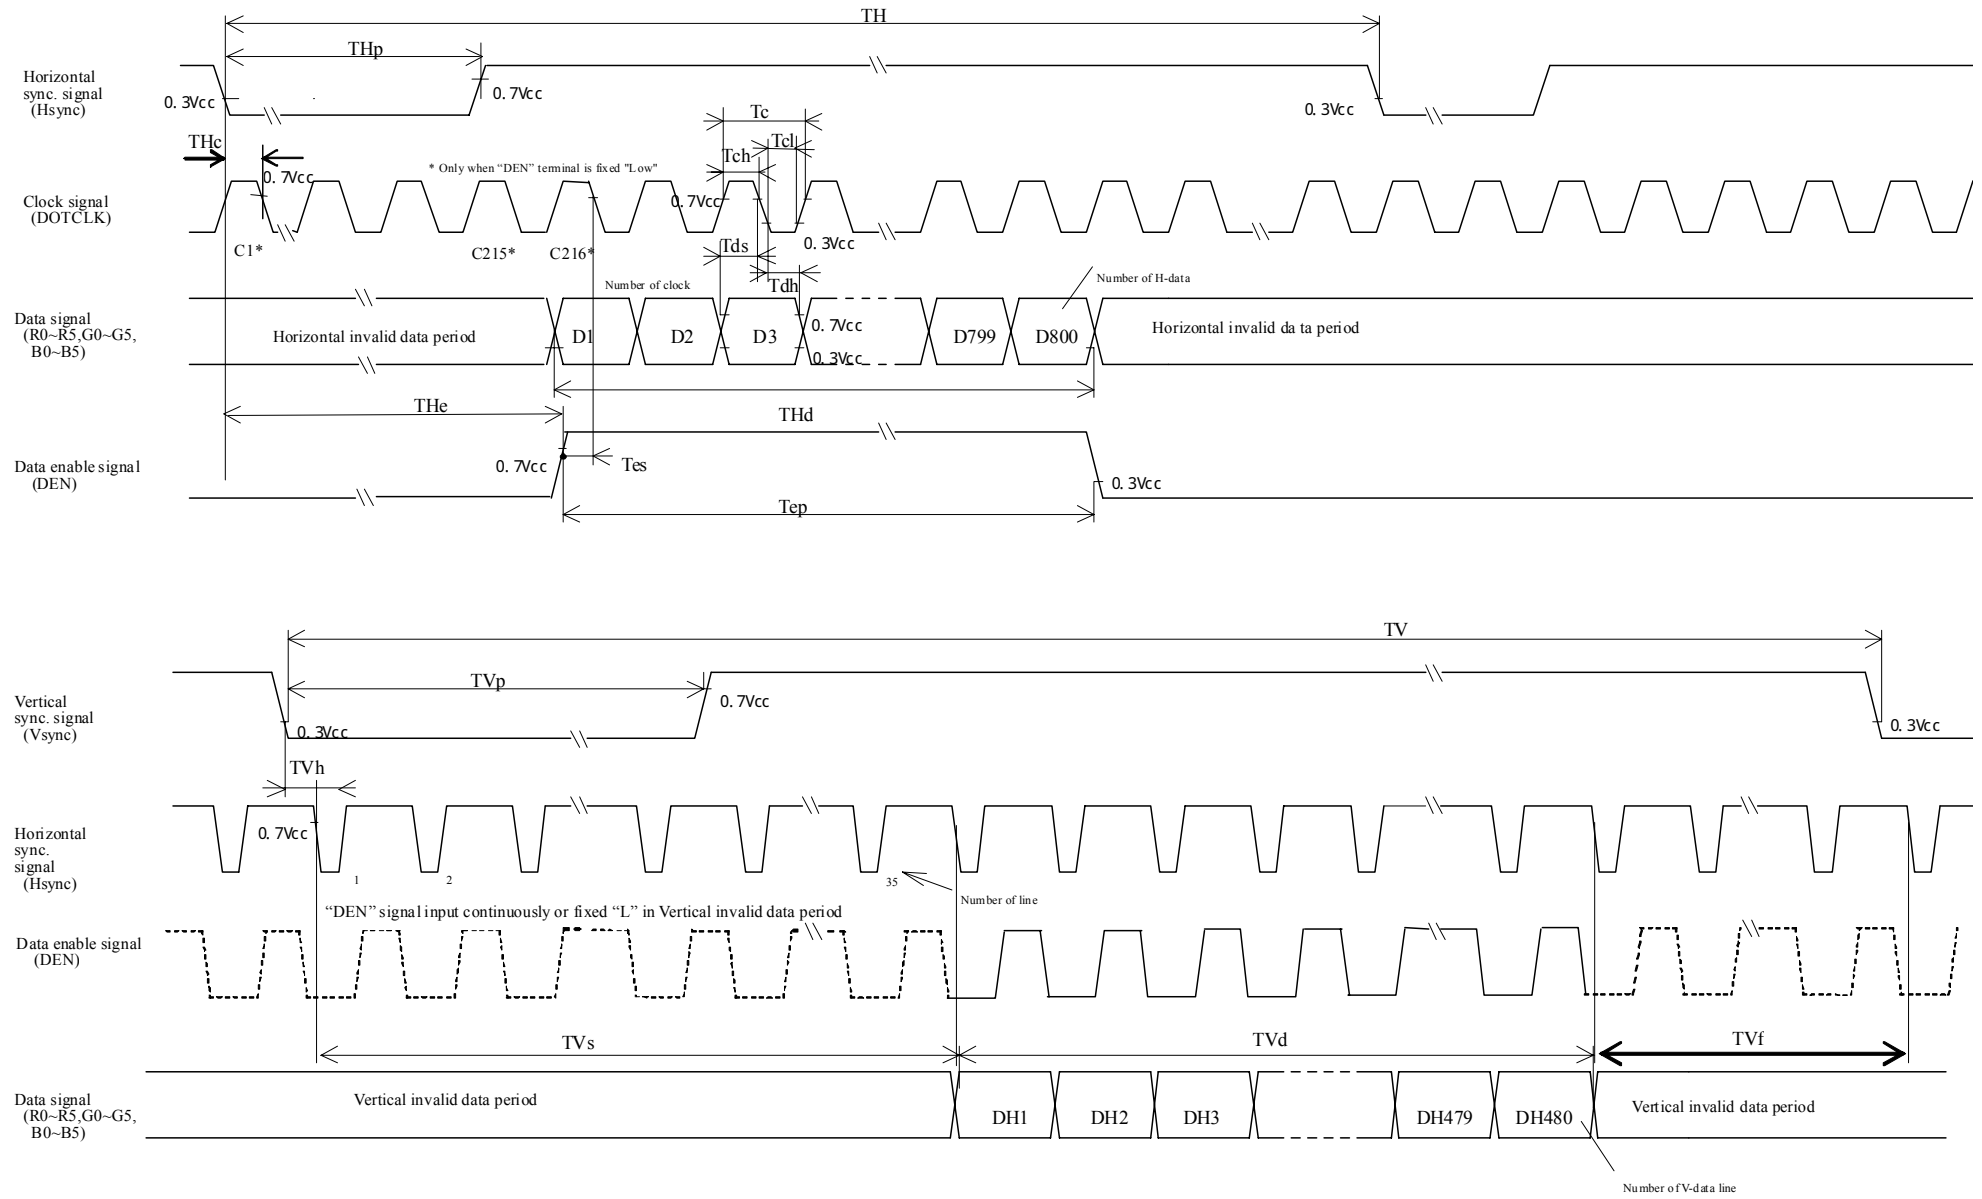 TH
THp
Horizontal
sync. signal
(Hsync)
0.3Vcc
0.7Vcc
0.3Vcc
THc
Tc
Tcl
Tch
* Only when “DEN” terminal is fixed "Low"
0.7Vcc
Clock signal
(DOTCLK)
0.7Vcc
0.3Vcc
C1*
C215*
C216*
Tds
Tdh
Number of clock
Number of H-data
Data signal
(R0~R5,G0~G5,
B0~B5)
Horizontal invalid data period
D1
D2
D3
0.7Vcc
0.3Vcc
D799
D800
Horizontal invalid da ta period
THe
THd
Data enable signal
(DEN)
0.7Vcc
Tes
0.3Vcc
Tep
TV
TVp
Vertical
sync. signal
(Vsync)
0.3Vcc
0.7Vcc
0.3Vcc
TVh
Horizontal
sync.
signal
(Hsync)
0.7Vcc
1
2
35
Number of line
“DEN” signal input continuously or fixed “L” in Vertical invalid data period
Data enable signal
(DEN)
TVs
TVd
TVf
Data signal
(R0~R5,G0~G5,
B0~B5)
Vertical invalid data period
DH1
DH2
DH3
DH479
DH480
Vertical invalid data period
Number of V-data line